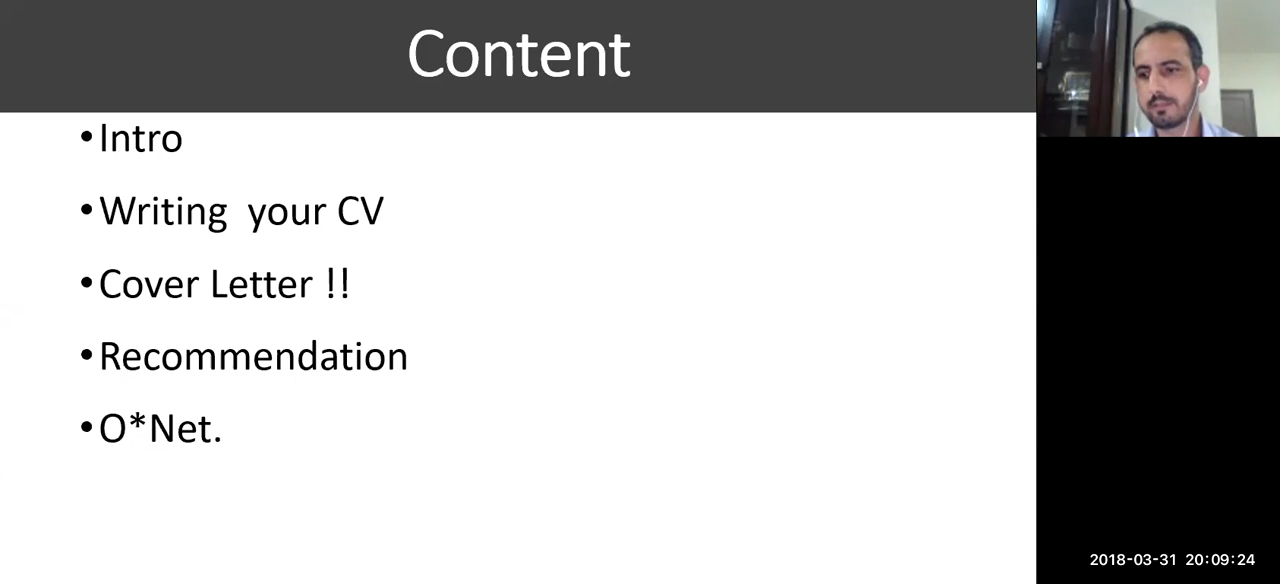 Content
•Intro
•Writing  your CV
•Cover Letter !!
•Recommendation
•O*Net.
2018-03-31 20:09:24